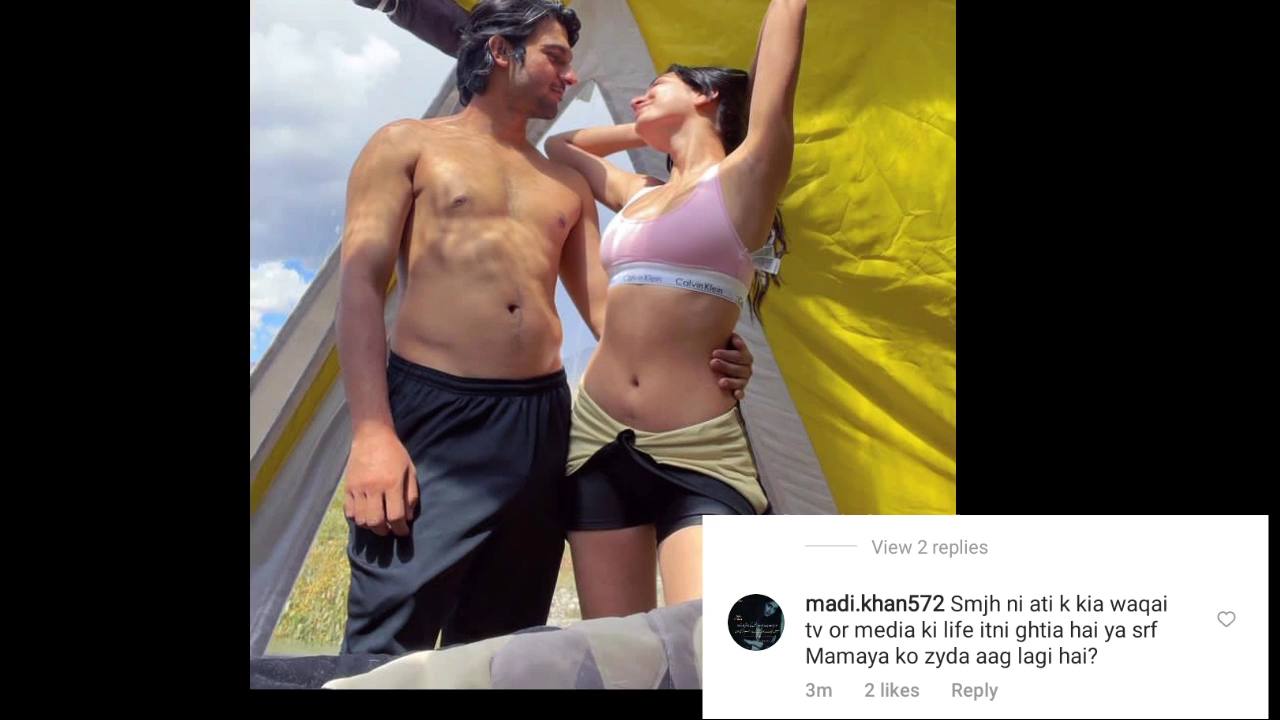 Calvin Klein
Calvin Klein
View 2 replies
madi.khan572 Smjh ni ati k kia waqai
tv or media ki life itni ghtia hai ya srf
Mamaya ko zyda aag lagi hai?
3m 2 likes Reply